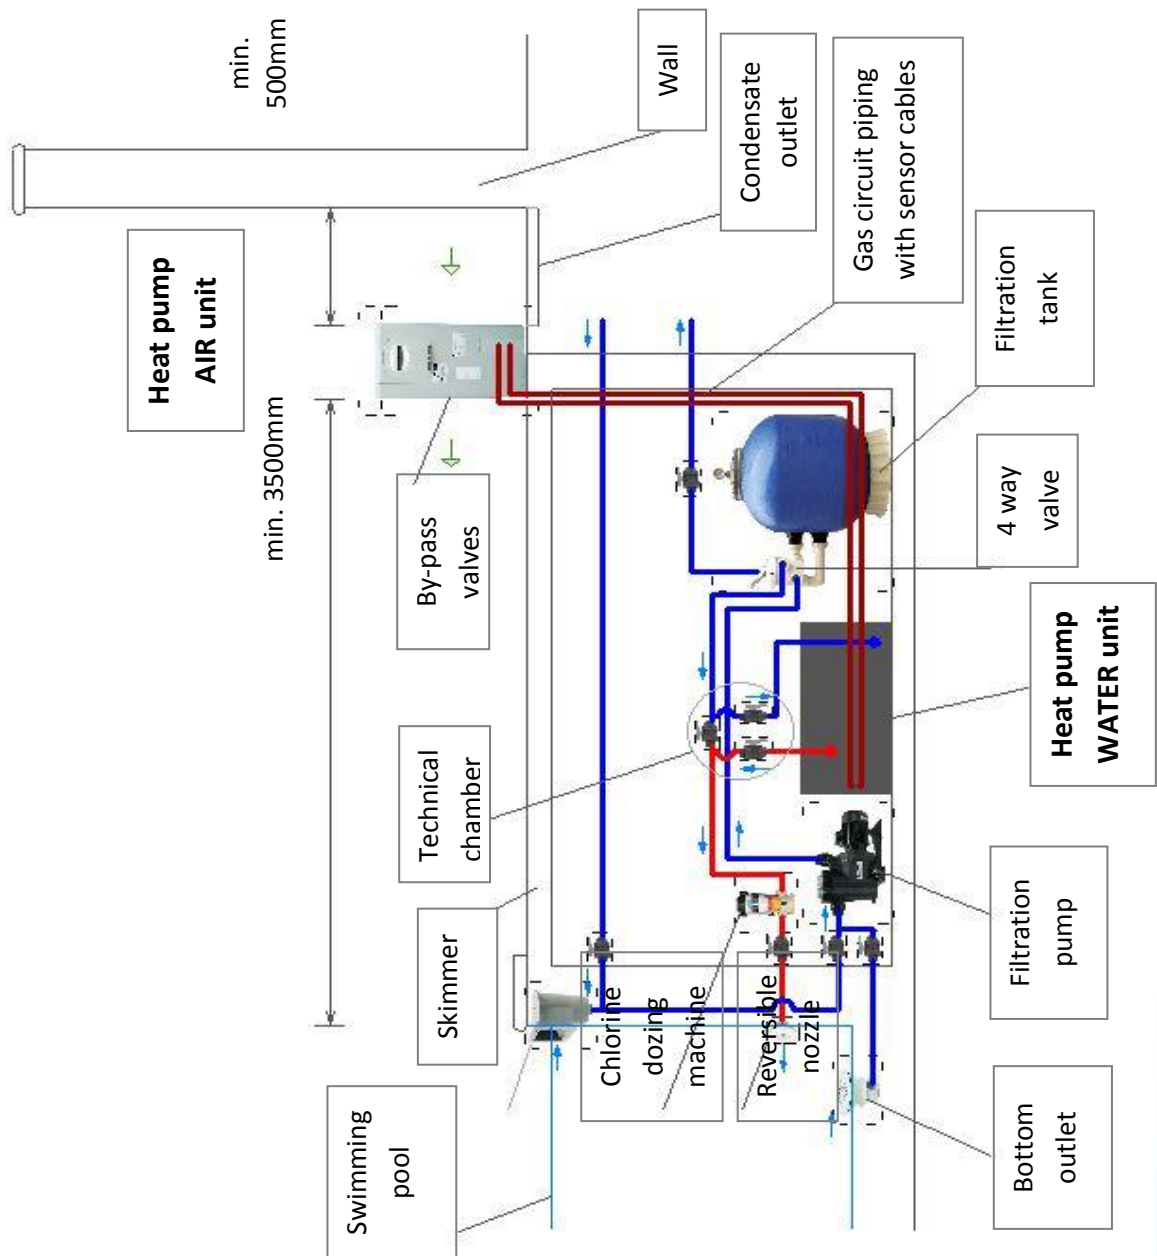 min.
500mm
Wall
Condensate
outlet
Gas circuit piping
with sensor cables
Filtration
tank
4 way
valve
Heat pump
AIR unit
min. 3500mm
By-pass
valves
Heat pump
WATER unit
Technical
chamber
Filtration
pump
Skimmer
Chlorine
dozing
machine
Reversible
nozzle
Swimming
pool
Bottom
outlet